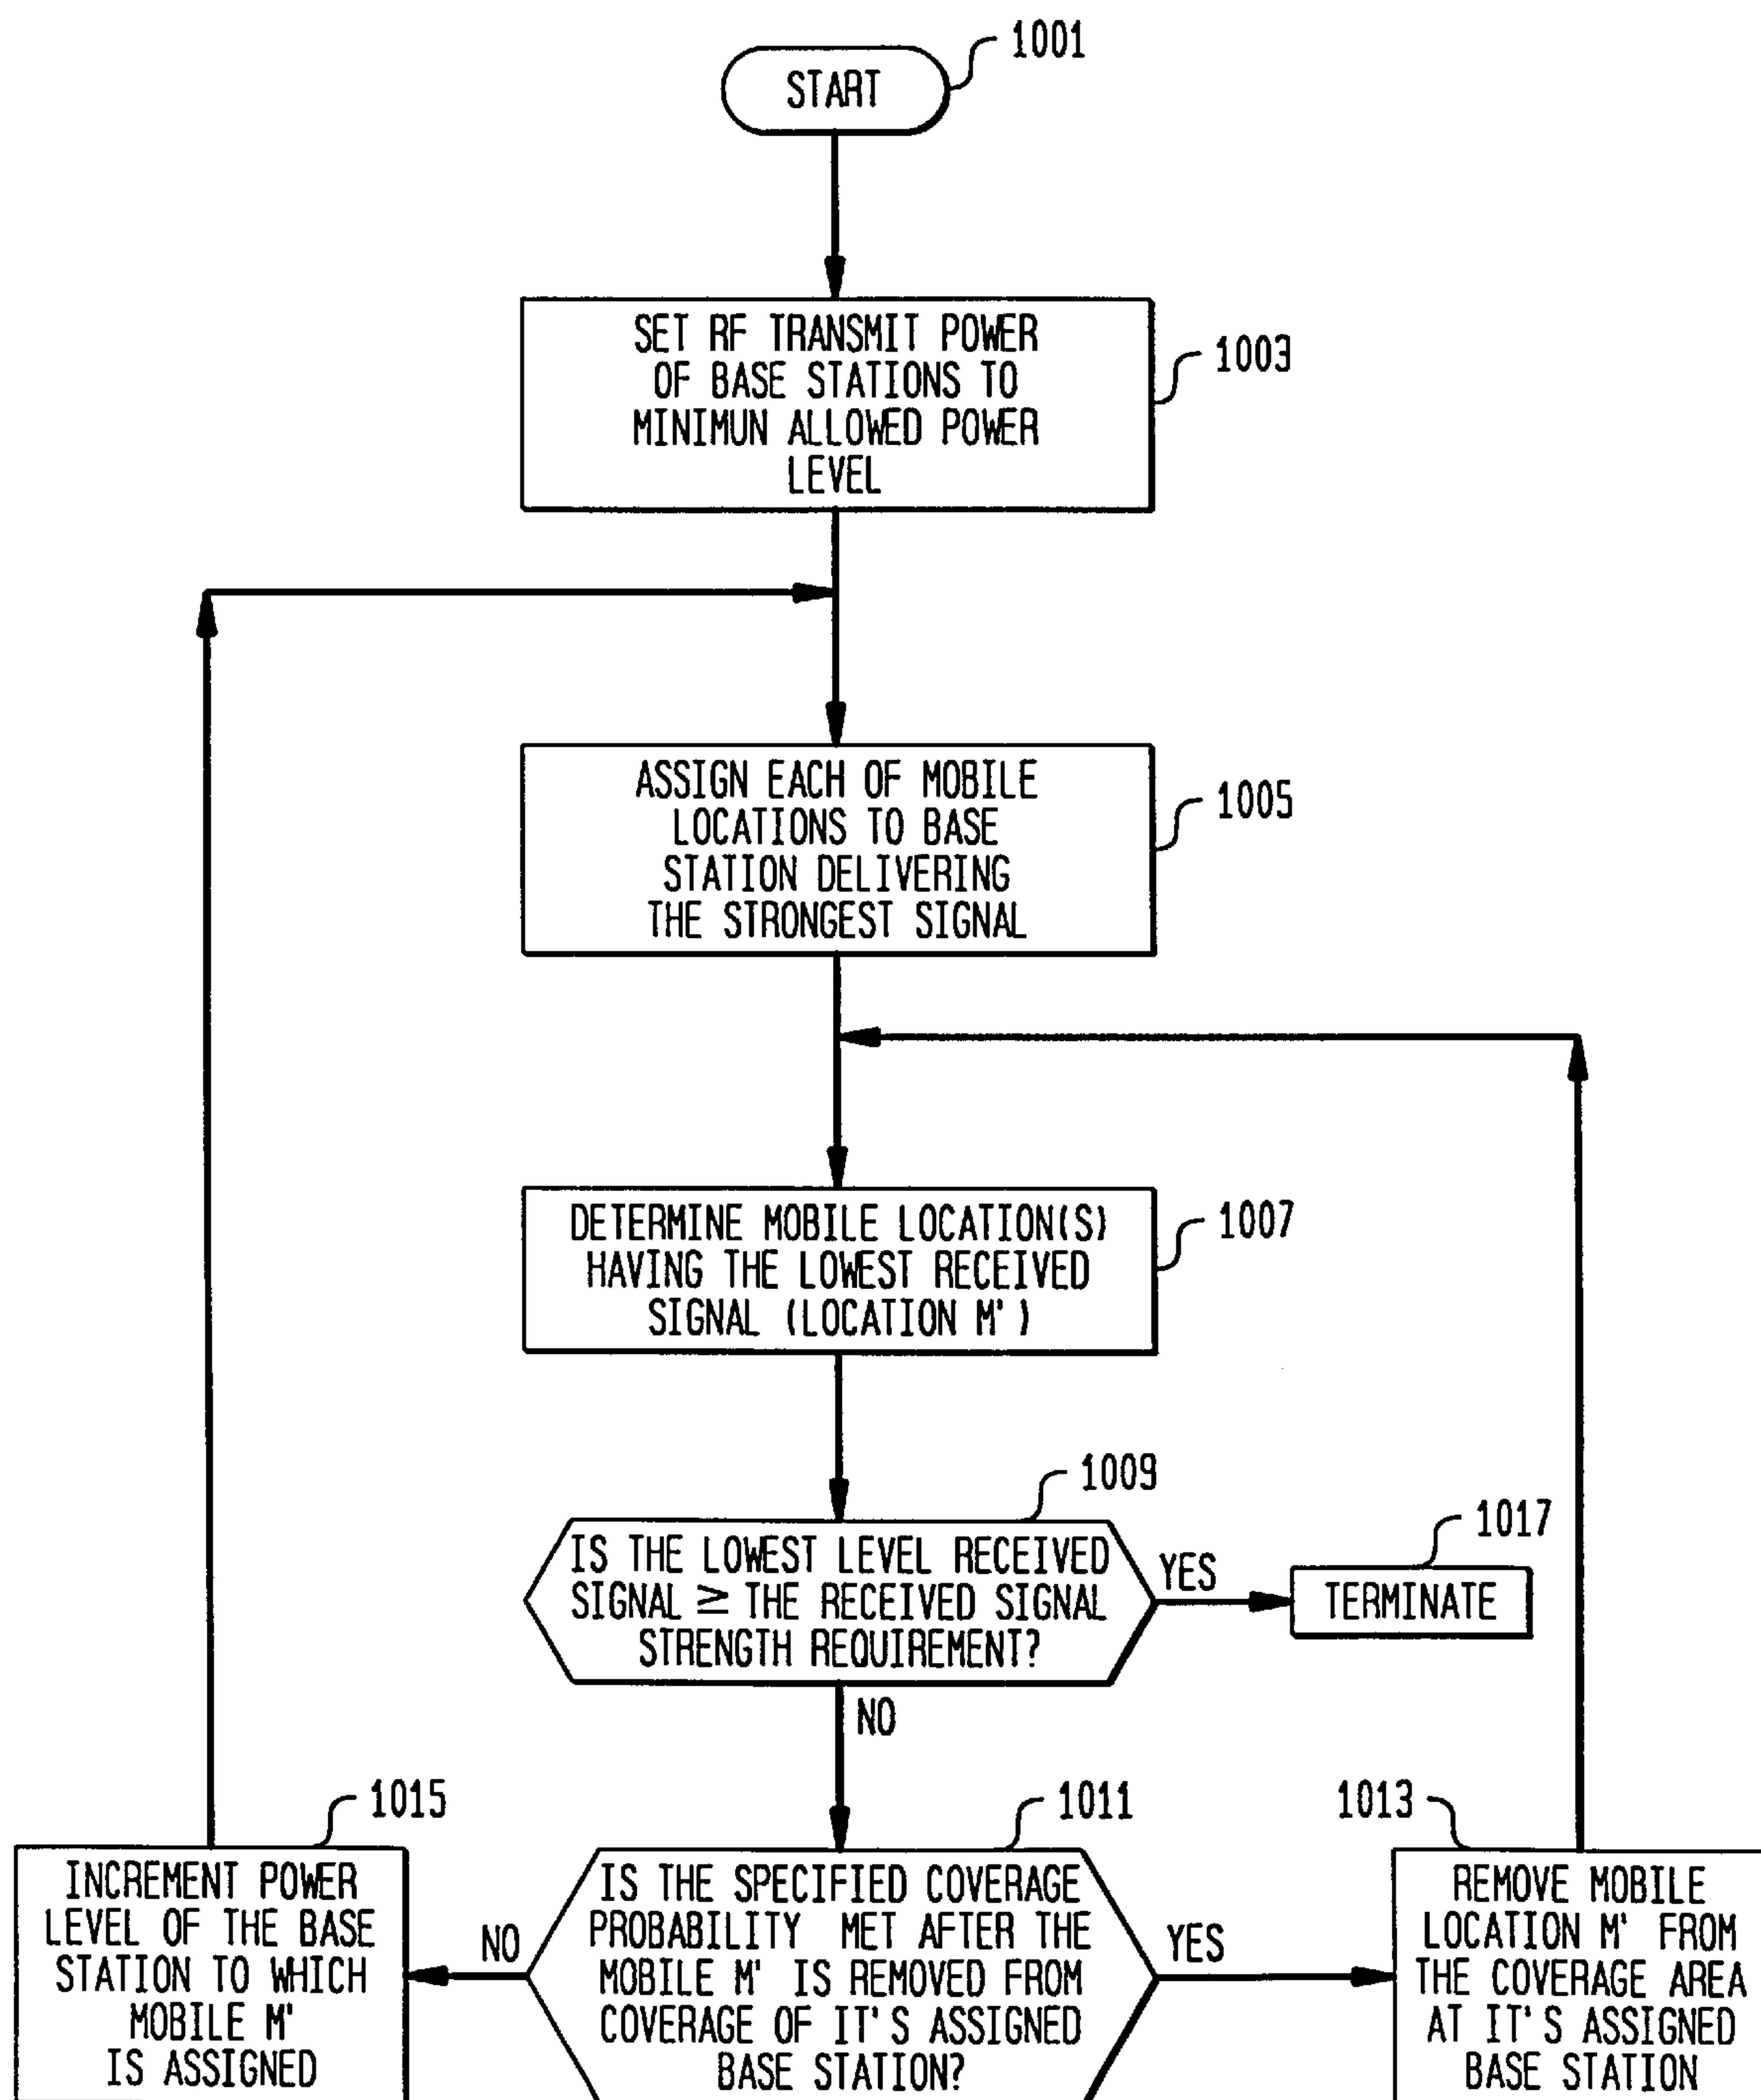 START
1001
SET RF TRANSMIT POWER
OF BASE STATIONS TO
MINIMUN ALLOWED POWER
LEVEL
1003
ASSIGN EACH OF MOBILE
LOCATIONS TO BASE
STATION DELIVERING
THE STRONGEST SIGNAL
1005
DETERMINE MOBILE LOCATION(S)
HAVING THE LOWEST RECEIVED
SIGNAL (LOCATION M')
1007
IS THE LOWEST LEVEL RECEIVED
SIGNAL ≥ THE RECEIVED SIGNAL
STRENGTH REQUIREMENT?
1009
YES
TERMINATE
1017
NO
INCREMENT POWER
LEVEL OF THE BASE
STATION TO WHICH
MOBILE M'
IS ASSIGNED
1015
NO
IS THE SPECIFIED COVERAGE
PROBABILITY MET AFTER THE
MOBILE M' IS REMOVED FROM
COVERAGE OF IT'S ASSIGNED
BASE STATION?
1011
YES
REMOVE MOBILE
LOCATION M' FROM
THE COVERAGE AREA
AT IT'S ASSIGNED
BASE STATION
1013